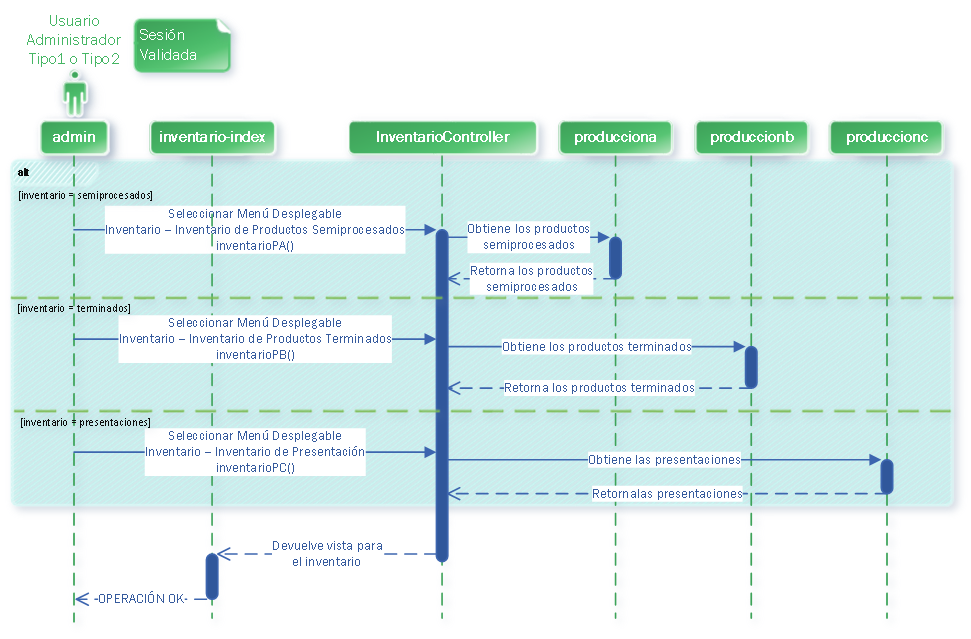 Usuario
Administrador
Tipo1 o Tipo2
Sesión
Validada
admin
inventario-index
InventarioController
producciona
produccionb
produccionc
alt
[inventario = semiprocesados]
Seleccionar Menú Desplegable
Inventario – Inventario de Productos Semiprocesados
inventarioPA()
Obtiene los productos
semiprocesados
Retorna los productos
semiprocesados
[inventario = terminados]
Seleccionar Menú Desplegable
Inventario – Inventario de Productos Terminados
inventarioPB()
Obtiene los productos terminados
Retorna los productos terminados
[inventario = presentaciones]
Seleccionar Menú Desplegable
Inventario – Inventario de Presentación
inventarioPC()
Obtiene las presentaciones
Retornalas presentaciones
Devuelve vista para
el inventario
-OPERACIÓN OK-